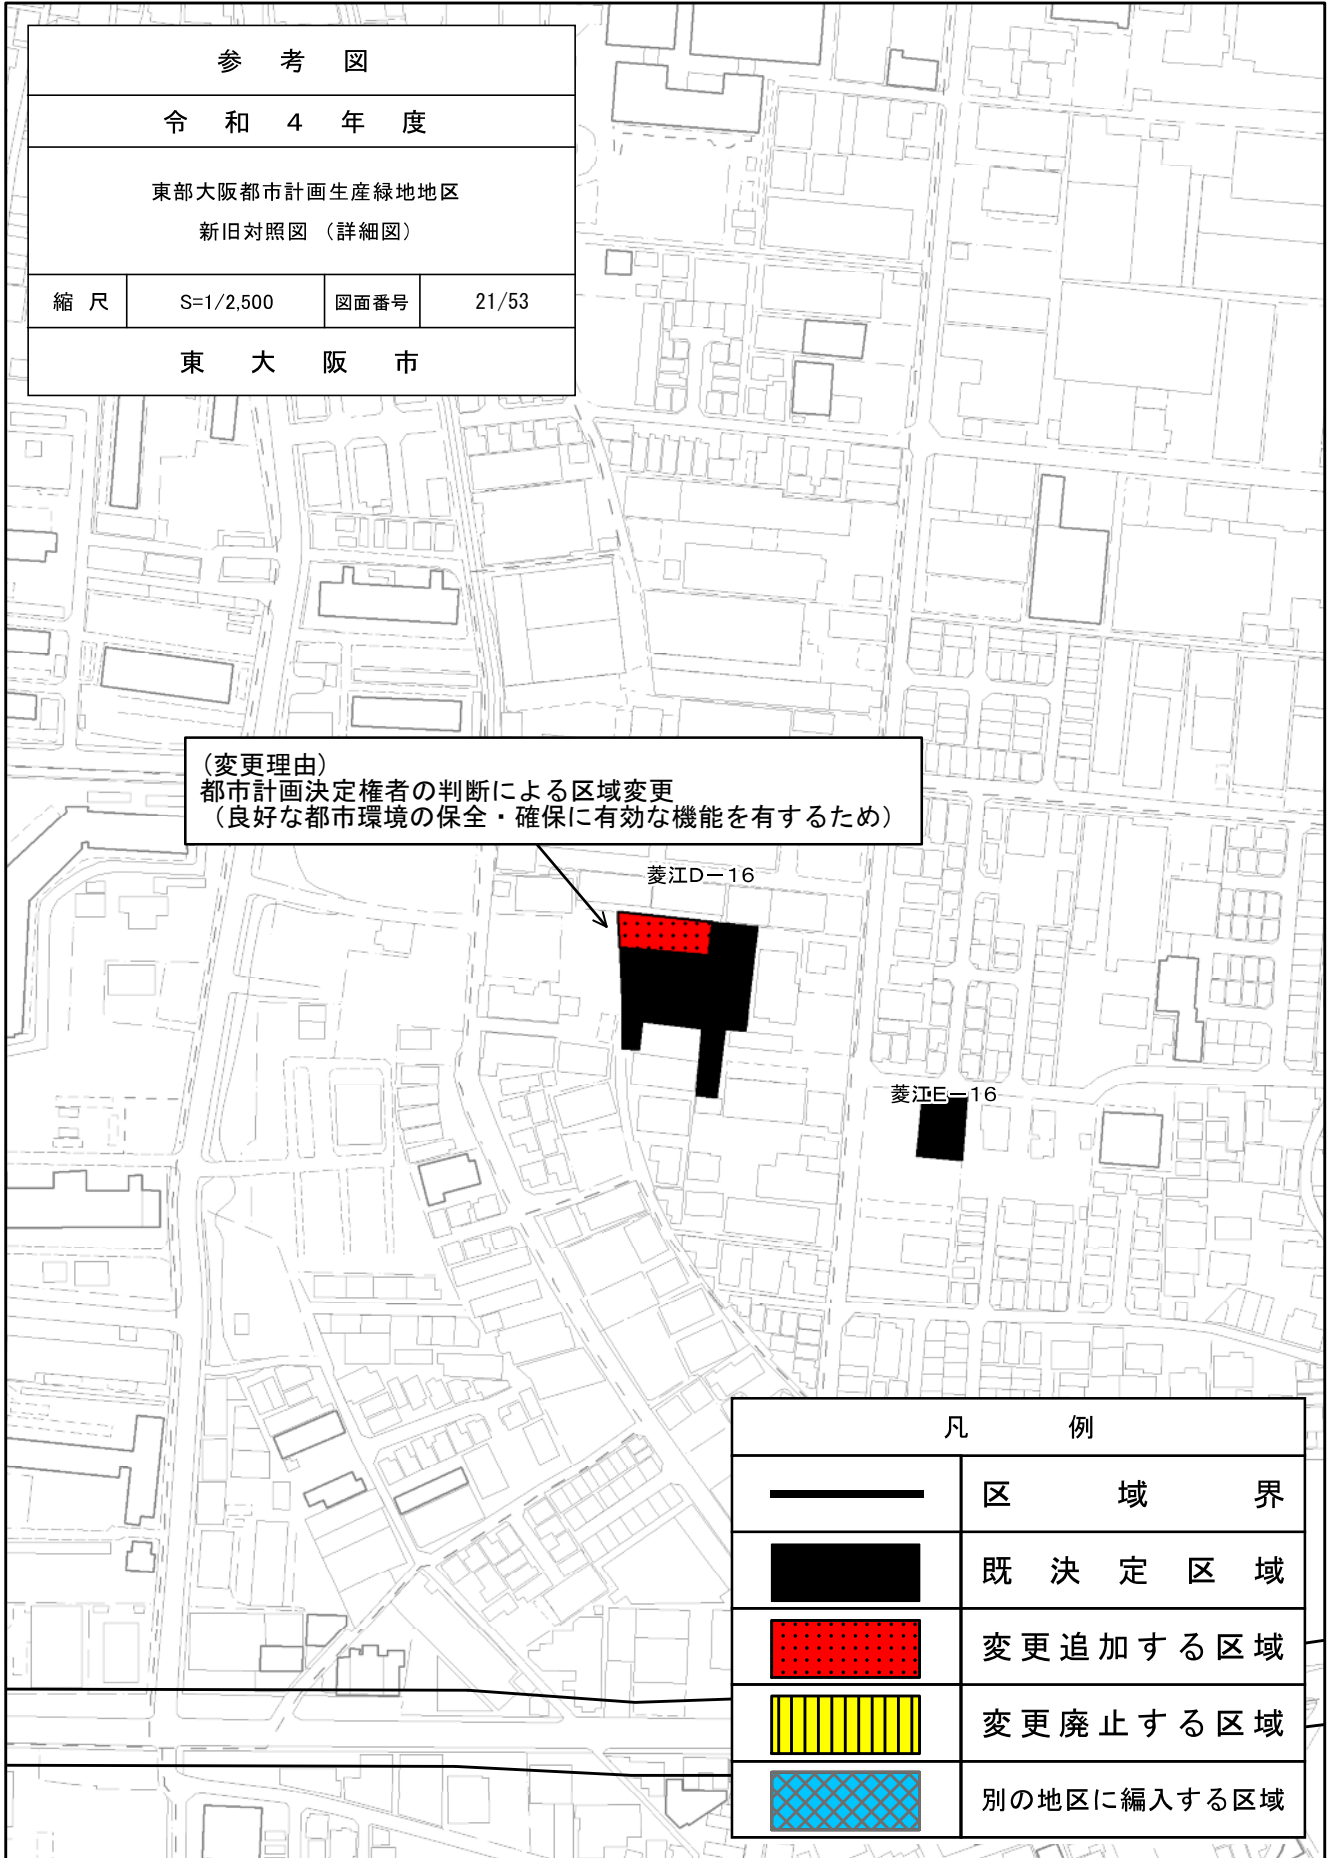 参考図
令和4年度
東部大阪都市計画生産緑地地区
新旧対照図 (詳細図)
縮尺 S=1/2,500 図面番号 21/53
東大阪市
(変更理由)
都市計画決定権者の判断による区域変更
(良好な都市環境の保全・確保に有効な機能を有するため)
菱江D-16
菱江E-16
凡例
区域界
既決定区域
変更追加する区域
変更廃止する区域
別の地区に編入する区域